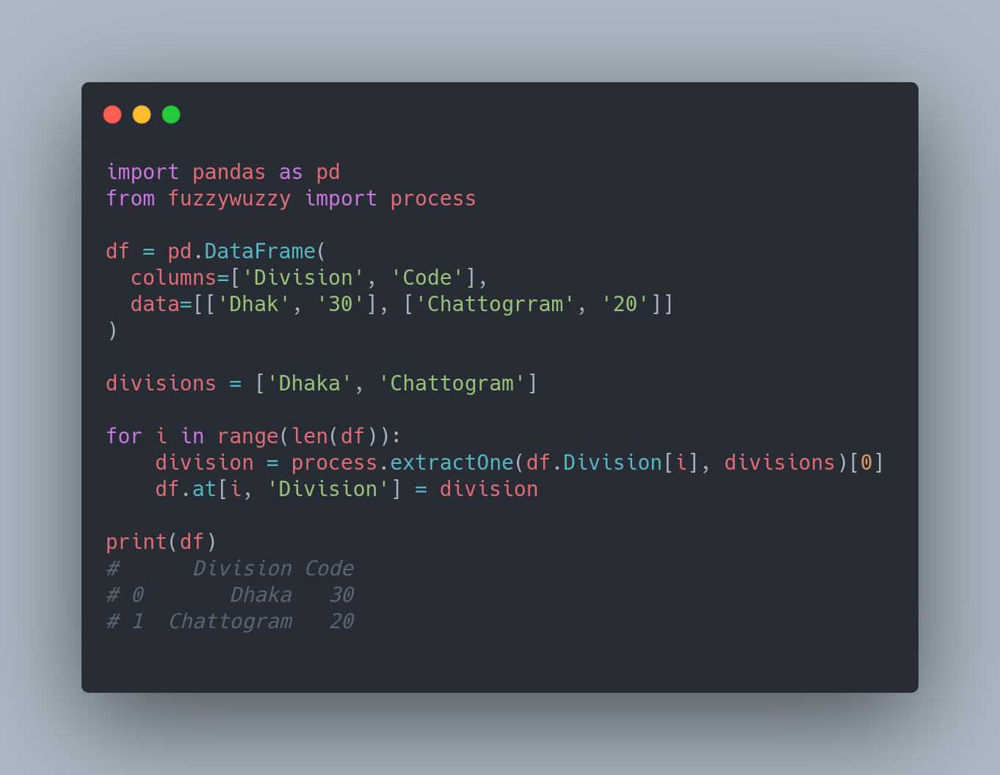 import pandas as pd
from fuzzywuzzy import process

df = pd.DataFrame(
  columns=['Division', 'Code'],
  data=[['Dhak', '30'], ['Chattogrram', '20']]
)

divisions = ['Dhaka', 'Chattogram']

for i in range(len(df)):
    division = process.extractOne(df.Division[i], divisions)[0]
    df.at[i, 'Division'] = division

print(df)
#      Division Code
# 0       Dhaka   30
# 1  Chattogram   20